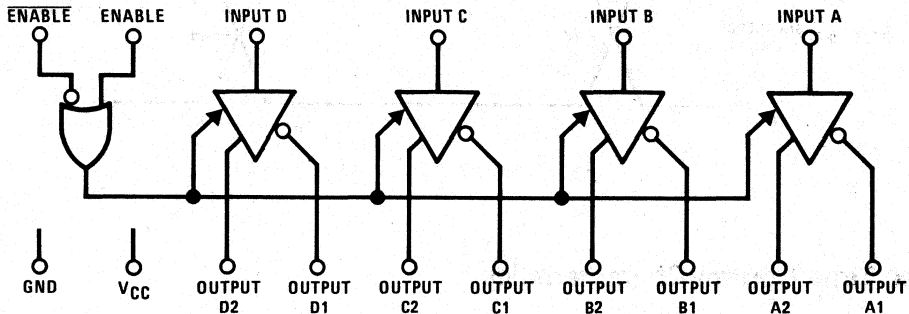 ENABLE ENABLE INPUT D INPUT C INPUT B INPUT A
GND VCC OUTPUT D2 OUTPUT D1 OUTPUT C2 OUTPUT C1 OUTPUT B2 OUTPUT B1 OUTPUT A2 OUTPUT A1